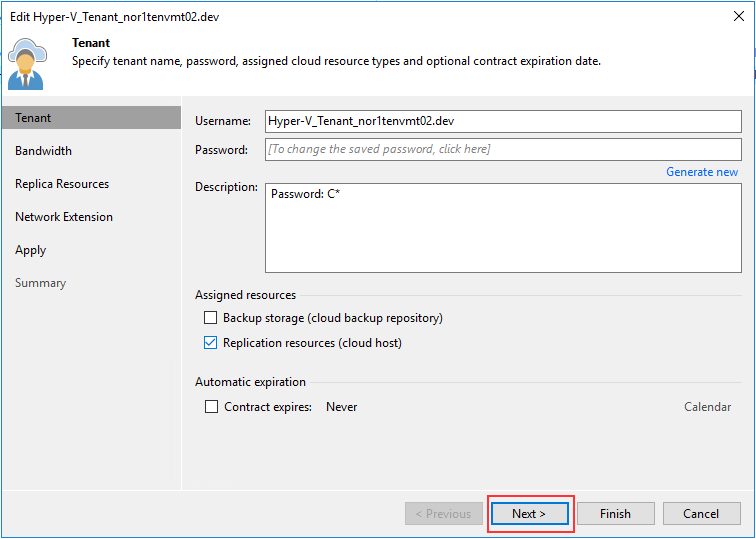 Edit Hyper-V_Tenant_nor1tenvmt02.dev
Tenant
Specify tenant name, password, assigned cloud resource types and optional contract expiration date.
Tenant
Bandwidth
Replica Resources
Network Extension
Apply
Summary
Username: Hyper-V_Tenant_nor1tenvmt02.dev
Password: [To change the saved password, click here]
Generate new
Description: Password: C*
Assigned resources
Backup storage (cloud backup repository)
Replication resources (cloud host)
Automatic expiration
Contract expires: Never Calendar
< Previous Next > Finish Cancel